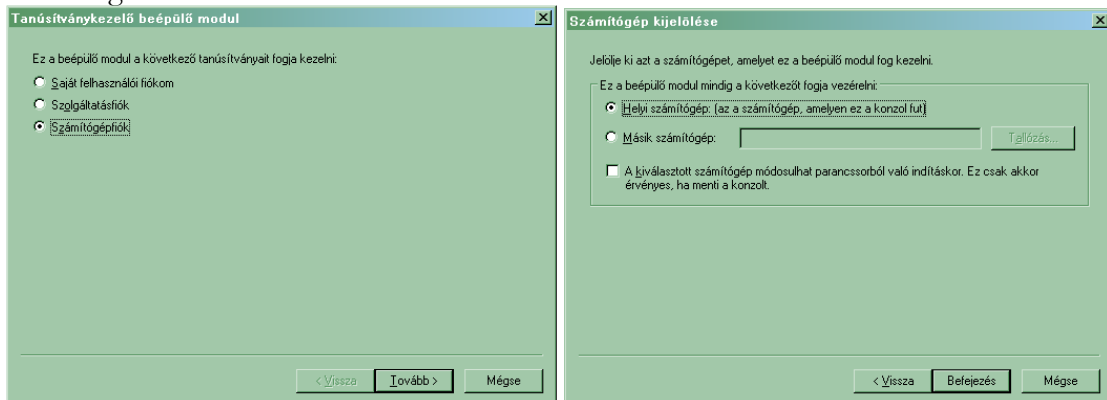 Tanúsítványkezelő beépülő modul
Ez a beépülő modul a következő tanúsítványait fogja kezelni:
Saját felhasználói fiókom
Szolgáltatásfiók
Számítógépfiók
< Vissza
Tovább >
Mégse
Számítógép kijelölése
Jelölje ki azt a számítógépet, amelyet ez a beépülő modul fog kezelni.
Ez a beépülő modul mindig a következőt fogja vezérelni:
Helyi számítógép: (az a számítógép, amelyen ez a konzol fut)
Másik számítógép:
Tallózás...
A kiválasztott számítógép módosulhat parancssorból való indításkor. Ez csak akkor
érvényes, ha menti a konzolt.
< Vissza
Befejezés
Mégse